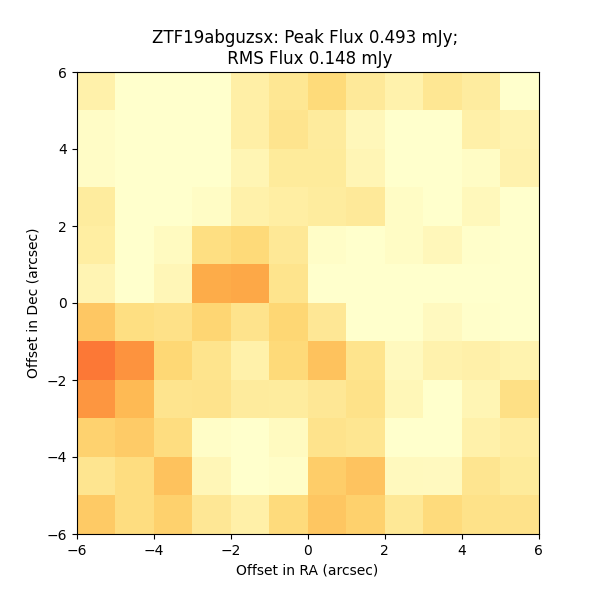 ZTF19abguzsx: Peak Flux 0.493 mJy;
RMS Flux 0.148 mJy
6
4
2
0
−2
−4
−6
Offset in Dec (arcsec)
−6 −4 −2 0 2 4 6
Offset in RA (arcsec)